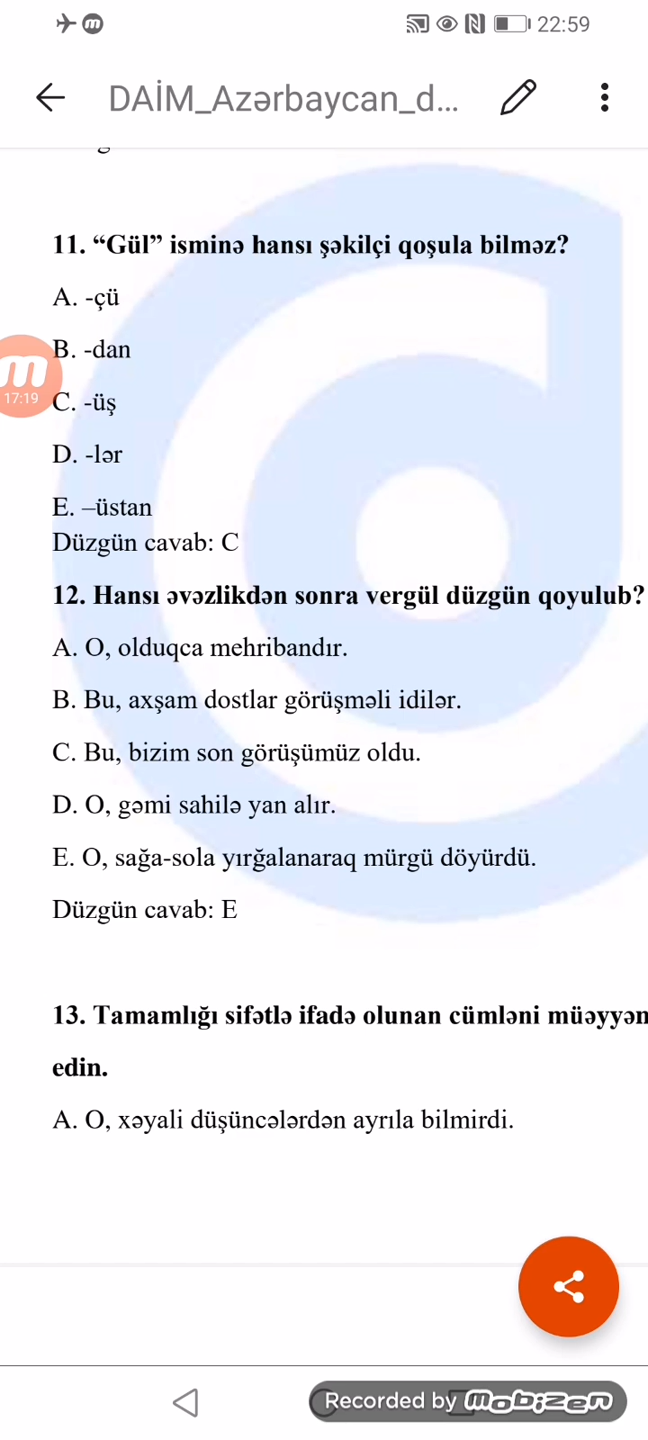 22:59
DAİM_Azərbaycan_d...
11. “Gül” isminə hansı şəkilçi qoşula bilməz?
A. -çü
B. -dan
17:19
C. -üş
D. -lər
E. –üstan
Düzgün cavab: C
12. Hansı əvəzlikdən sonra vergül düzgün qoyulub?
A. O, olduqca mehribandır.
B. Bu, axşam dostlar görüşməli idilər.
C. Bu, bizim son görüşümüz oldu.
D. O, gəmi sahilə yan alır.
E. O, sağa-sola yırğalanaraq mürgü döyürdü.
Düzgün cavab: E
13. Tamamlığı sifətlə ifadə olunan cümləni müəyyən
edin.
A. O, xəyali düşüncələrdən ayrıla bilmirdi.
Recorded by Mobizen